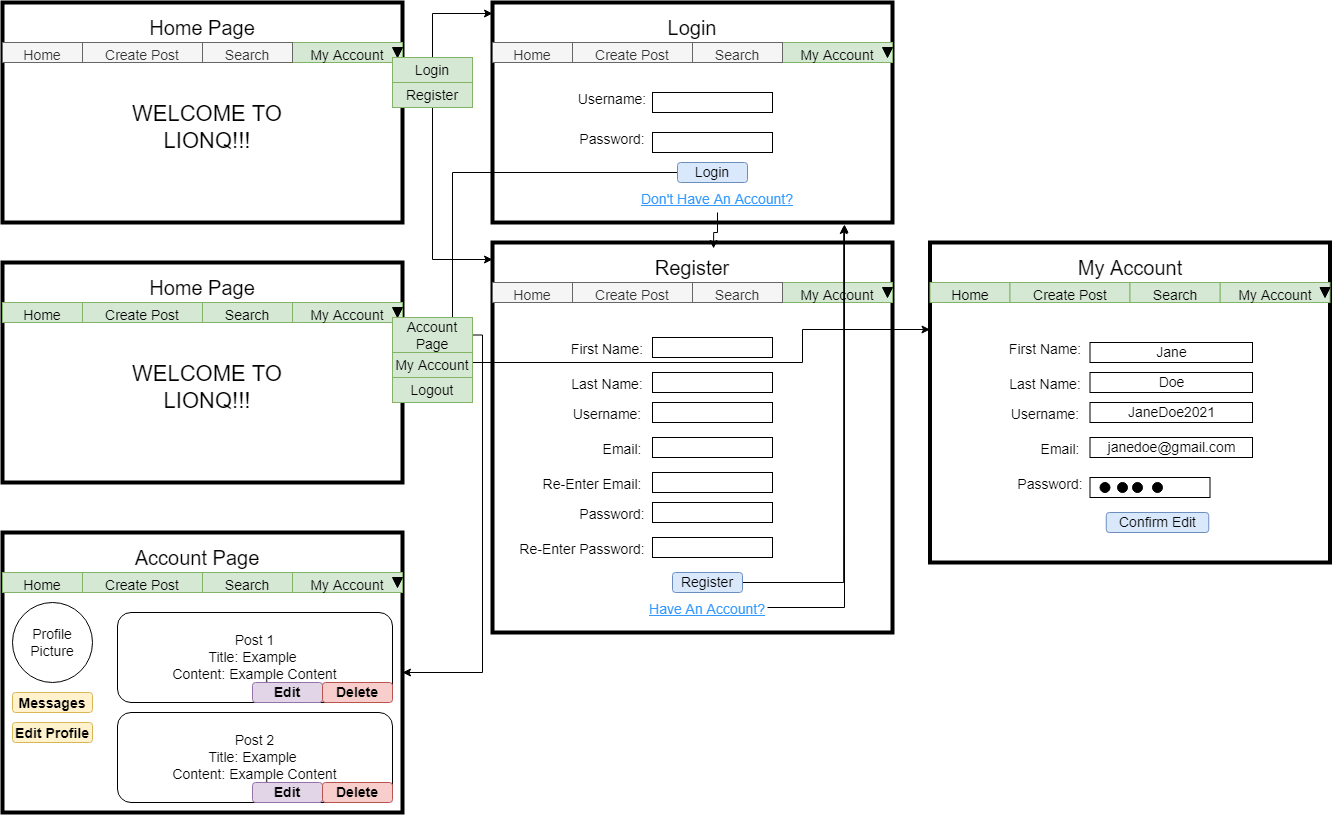 Home Page
Home
Create Post
Search
My Account
Login
Register
WELCOME TO
LIONQ!!!
Login
Home
Create Post
Search
My Account
Username:
Password:
Login
Don't Have An Account?
Home Page
Home
Create Post
Search
My Account
Account
Page
My Account
Logout
WELCOME TO
LIONQ!!!
Register
Home
Create Post
Search
My Account
First Name:
Last Name:
Username:
Email:
Re-Enter Email:
Password:
Re-Enter Password:
Register
Have An Account?
My Account
Home
Create Post
Search
My Account
First Name:
Jane
Last Name:
Doe
Username:
JaneDoe2021
Email:
janedoe@gmail.com
Password:
Confirm Edit
Account Page
Home
Create Post
Search
My Account
Profile
Picture
Messages
Edit Profile
Post 1
Title: Example
Content: Example Content
Edit
Delete
Post 2
Title: Example
Content: Example Content
Edit
Delete